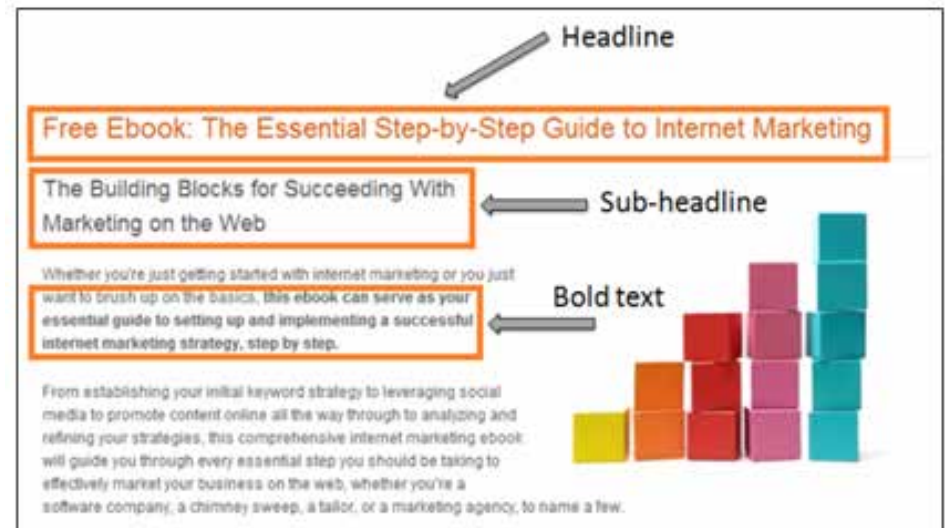 Headline
Free Ebook: The Essential Step-by-Step Guide to Internet Marketing
The Building Blocks for Succeeding With
Marketing on the Web
Sub-headline
Whether you're just getting started with internet marketing or you just
want to brush up on the basics, this ebook can serve as your
essential guide to setting up and implementing a successful
internet marketing strategy, step by step.
Bold text
From establishing your initial keyword strategy to leveraging social
media to promote content online all the way through to analyzing and
refining your strategies, this comprehensive internet marketing ebook
will guide you through every essential step you should be taking to
effectively market your business on the web, whether you're a
software company, a chimney sweep, a tailor, or a marketing agency, to name a few.